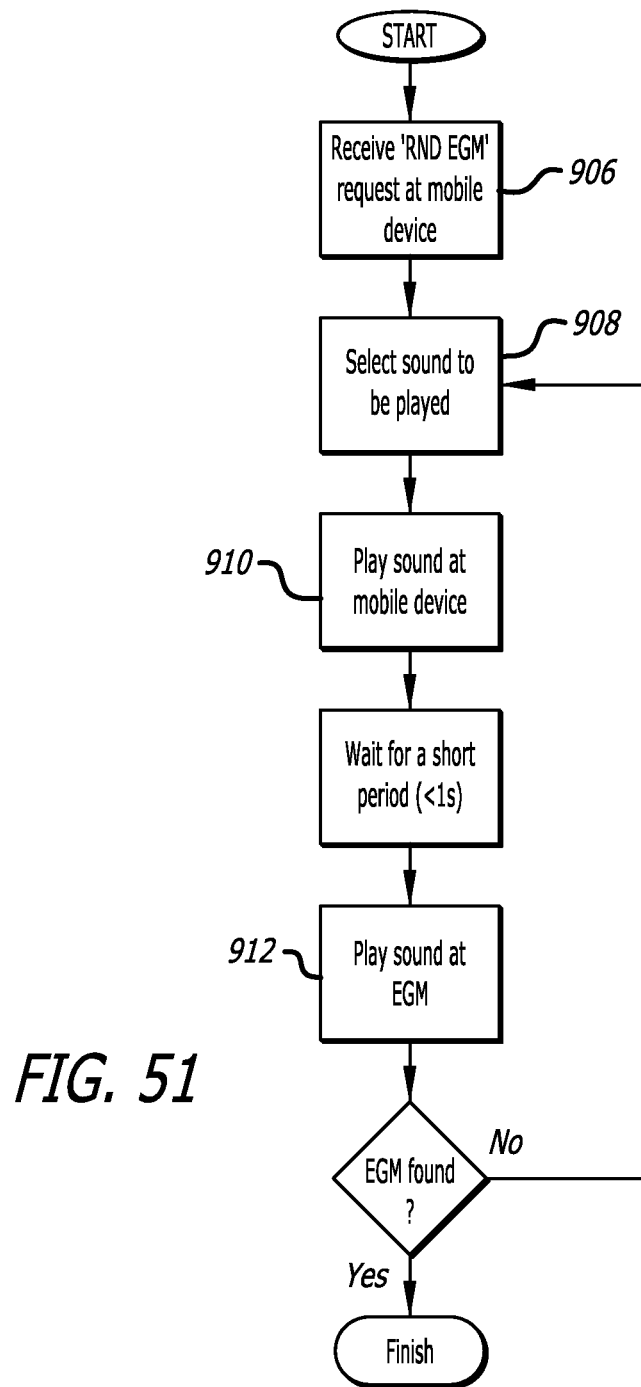 START
Receive 'RND EGM'
request at mobile
device
906
908
Select sound to
be played
910
Play sound at
mobile device
Wait for a short
period (<1s)
912
Play sound at
EGM
FIG. 51
EGM found
?
No
Yes
Finish